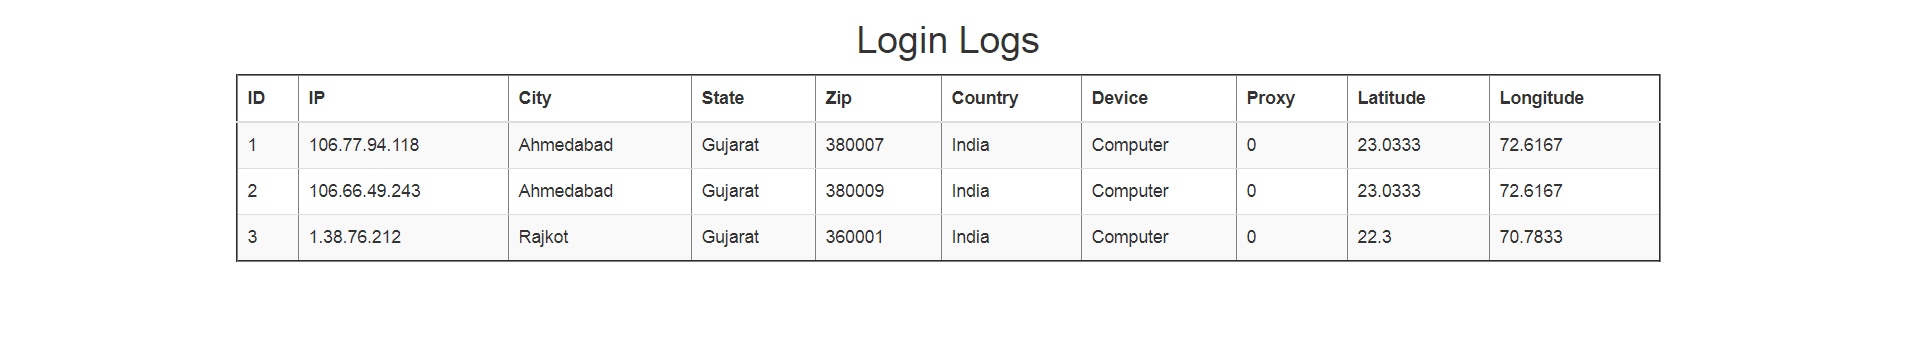 Login Logs
ID IP City State Zip Country Device Proxy Latitude Longitude
1 106.77.94.118 Ahmedabad Gujarat 380007 India Computer 0 23.0333 72.6167
2 106.66.49.243 Ahmedabad Gujarat 380009 India Computer 0 23.0333 72.6167
3 1.38.76.212 Rajkot Gujarat 360001 India Computer 0 22.3 70.7833